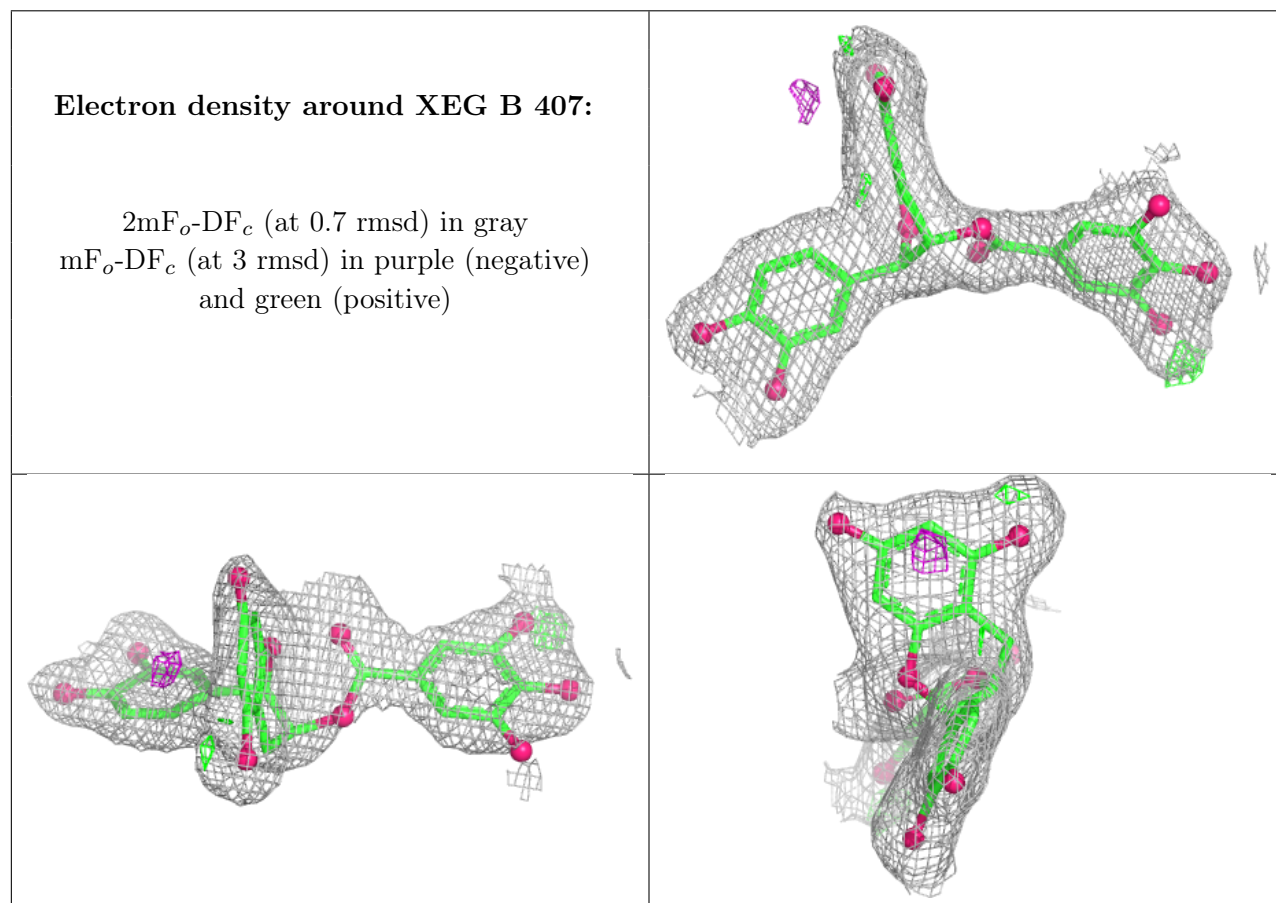 Electron density around XEG B 407:
2mFₒ-DF𝒸 (at 0.7 rmsd) in gray
mFₒ-DF𝒸 (at 3 rmsd) in purple (negative)
and green (positive)